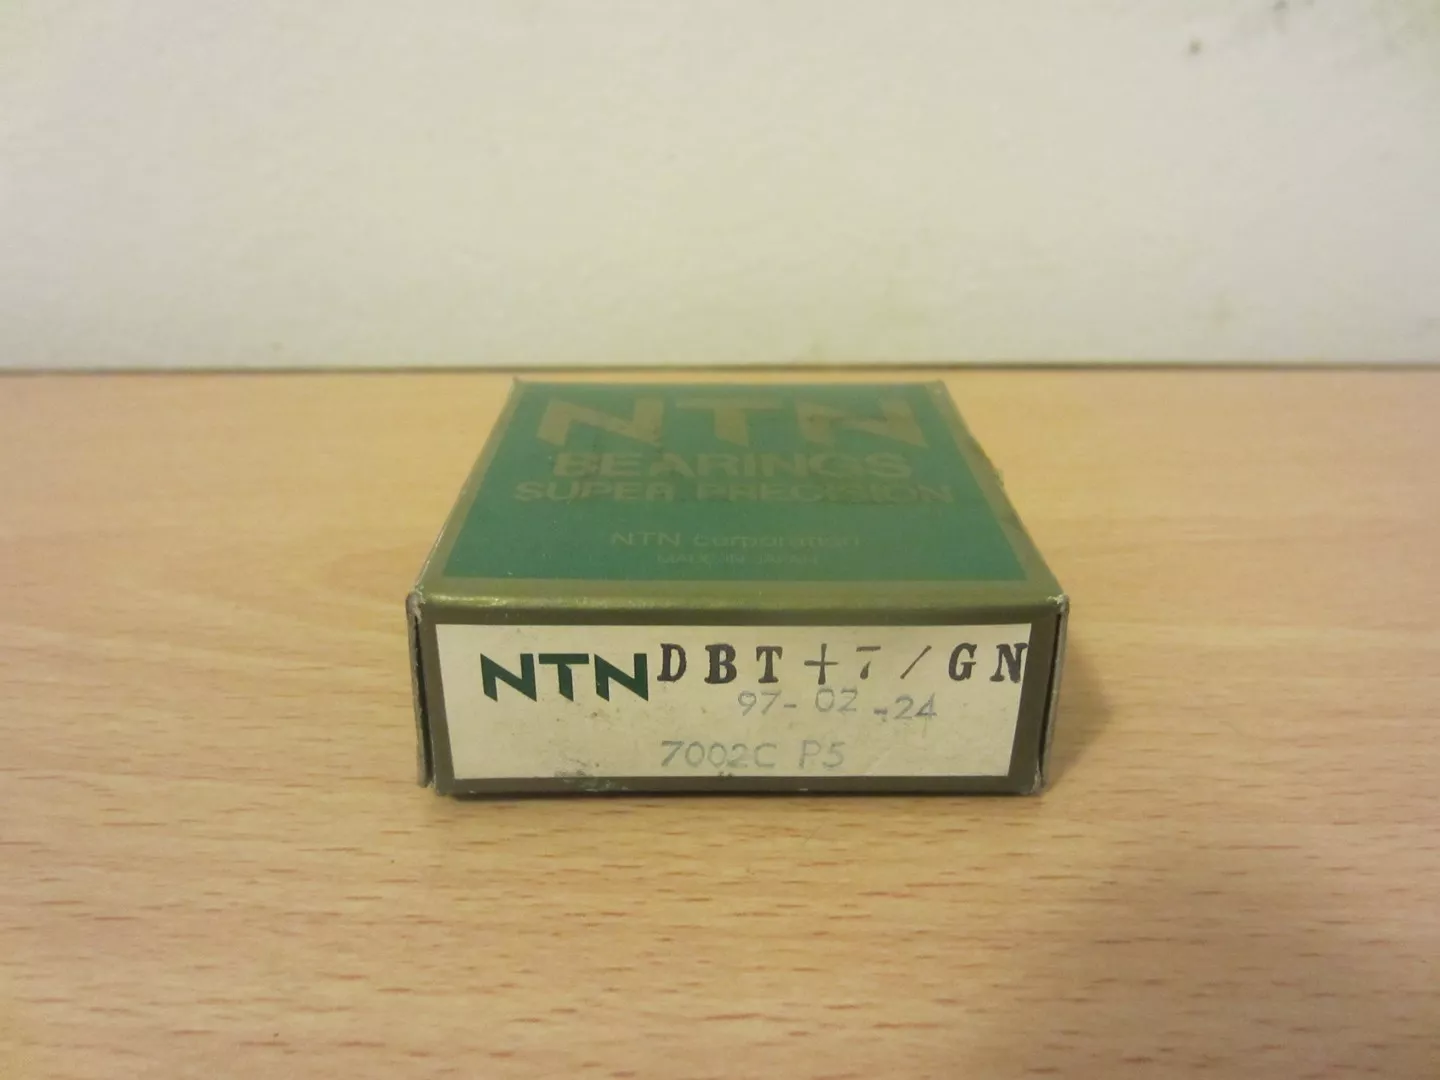 NTN
BEARINGS
SUPER PRECISION
NTN corporation
MADE IN JAPAN
NTN DBT+7/GN
97-02-24
7002C P5